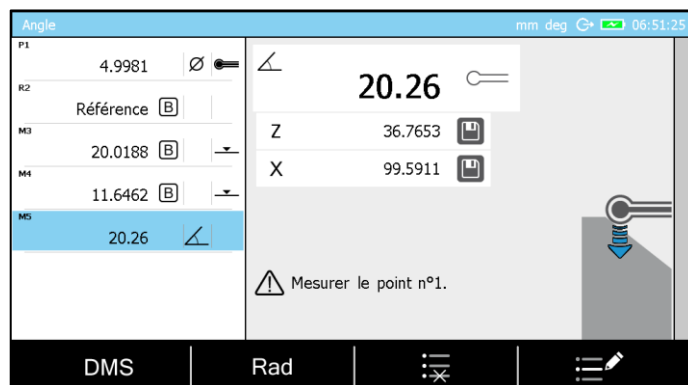 Angle mm deg 06:51:25
P1
4.9981 Ø
R2
Référence B
M3
20.0188 B
M4
11.6462 B
M5
20.26
20.26
Z 36.7653
X 99.5911
Mesurer le point n°1.
DMS Rad